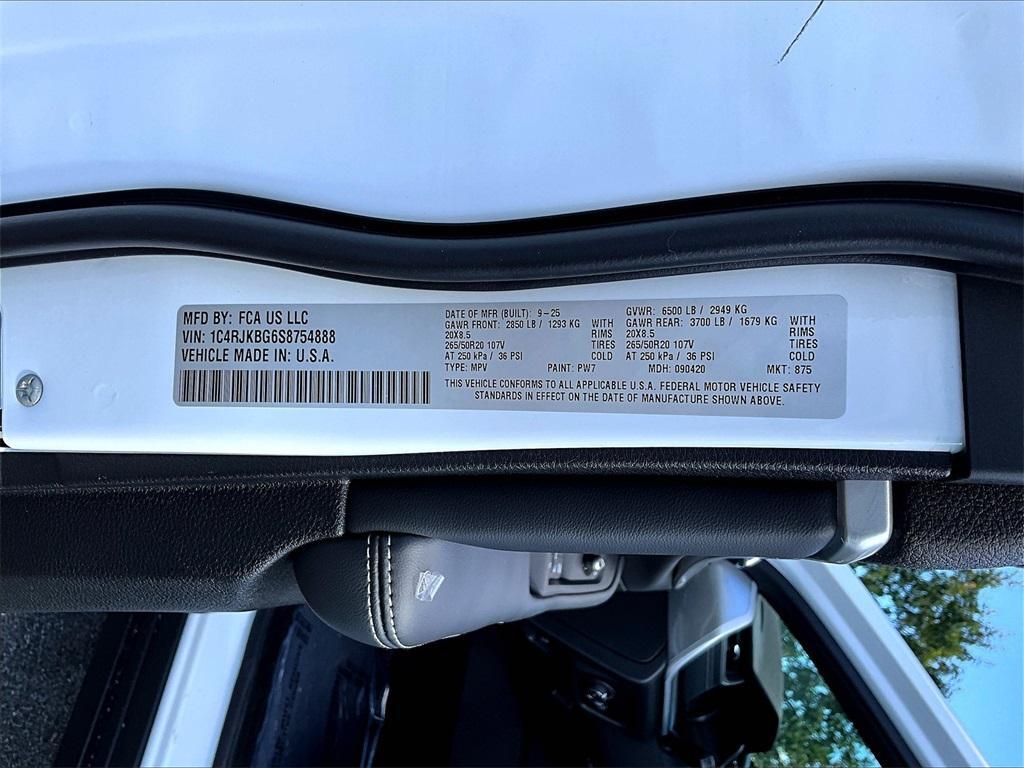 MFD BY: FCA US LLC
VIN: 1C4RJKBG6S8754888
VEHICLE MADE IN: U.S.A.
DATE OF MFR (BUILT): 9-25
GAWR FRONT: 2850 LB / 1293 KG WITH
20X8.5 RIMS
265/50R20 107V TIRES
AT 250 kPa / 36 PSI COLD
TYPE: MPV PAINT: PW7
GVWR: 6500 LB / 2949 KG
GAWR REAR: 3700 LB / 1679 KG WITH
20X8.5 RIMS
265/50R20 107V TIRES
AT 250 kPa / 36 PSI COLD
MDH: 090420 MKT: 875
THIS VEHICLE CONFORMS TO ALL APPLICABLE U.S.A. FEDERAL MOTOR VEHICLE SAFETY
STANDARDS IN EFFECT ON THE DATE OF MANUFACTURE SHOWN ABOVE.